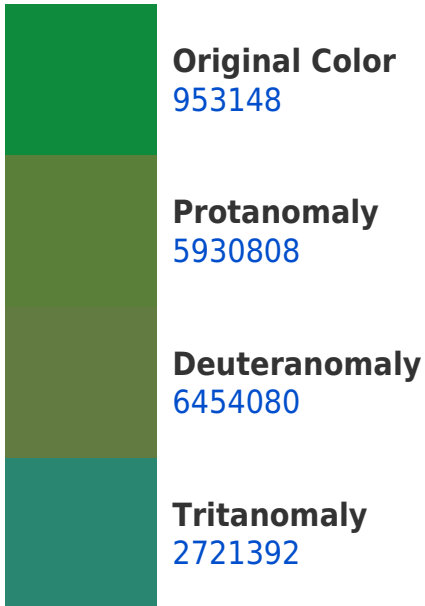 Original Color
953148
Protanomaly
5930808
Deuteranomaly
6454080
Tritanomaly
2721392